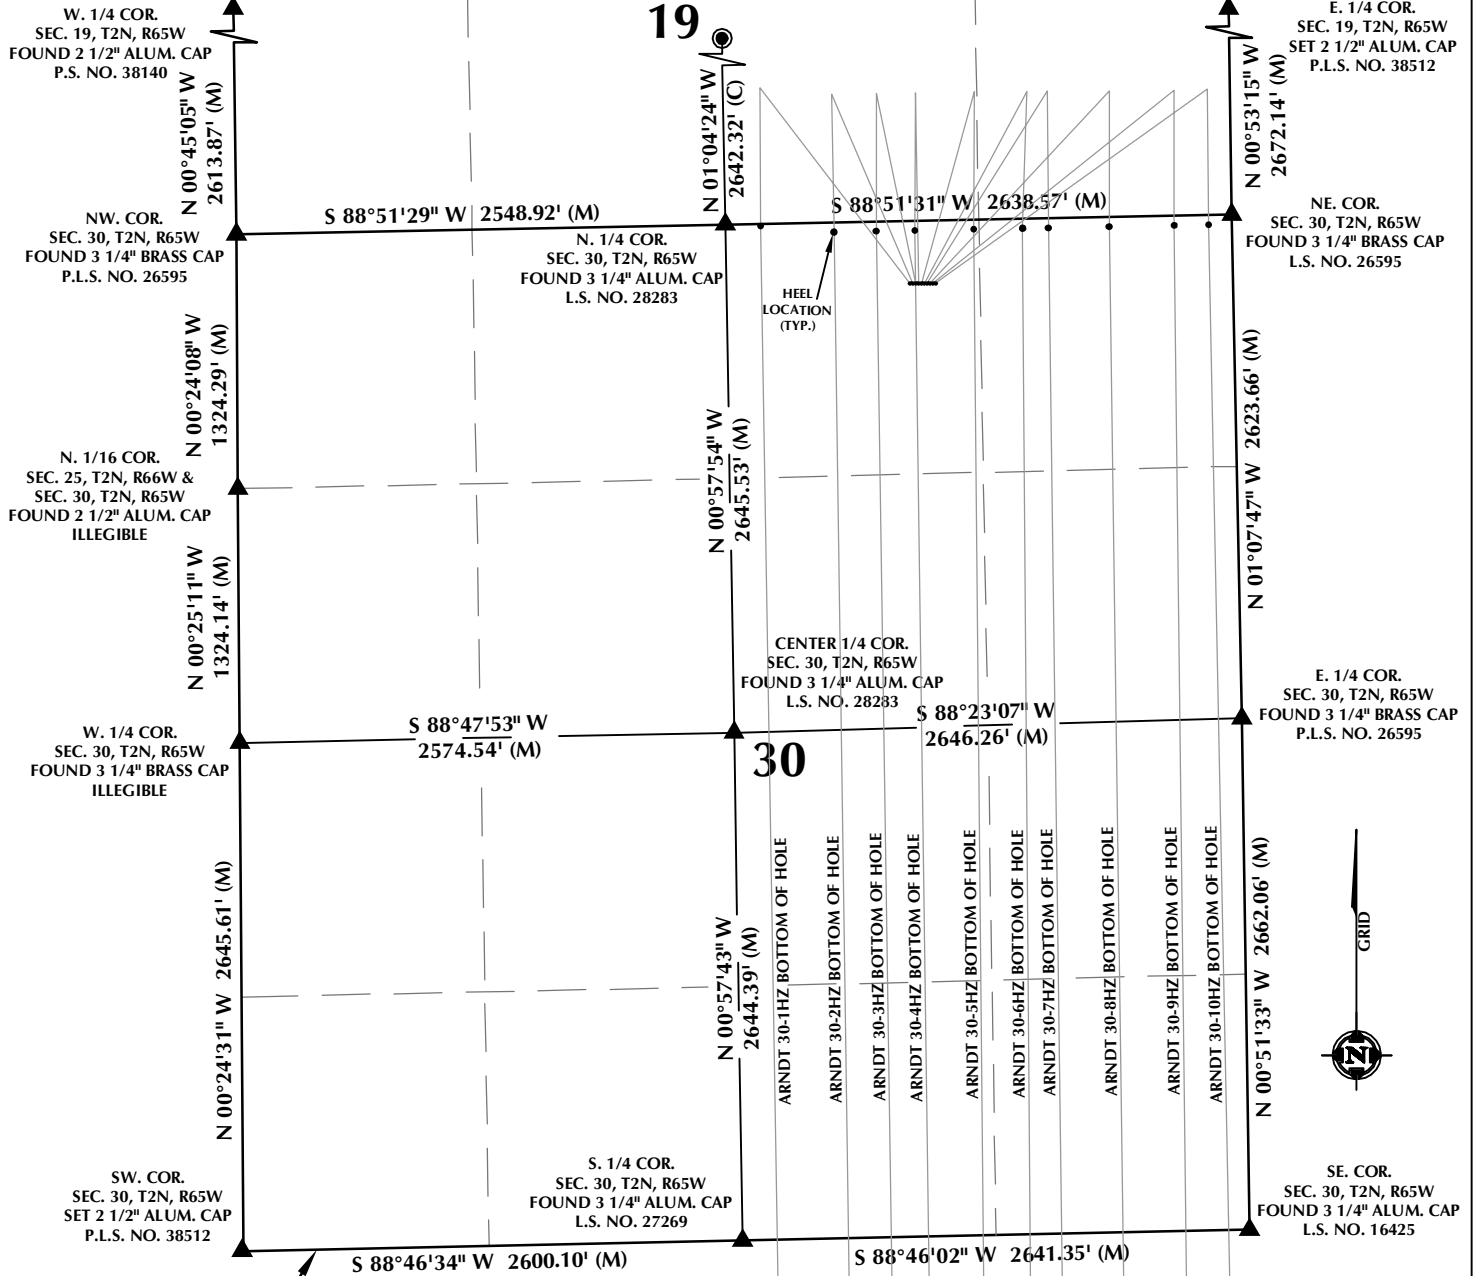 W. 1/4 COR.
SEC. 19, T2N, R65W
FOUND 2 1/2" ALUM. CAP
P.S. NO. 38140
19
E. 1/4 COR.
SEC. 19, T2N, R65W
SET 2 1/2" ALUM. CAP
P.L.S. NO. 38512
N 00°45'05" W
2613.87' (M)
N 01°04'24" W
2642.32' (C)
N 00°53'15" W
2672.14' (M)
S 88°51'29" W 2548.92' (M)
S 88°51'31" W 2638.57' (M)
NW. COR.
SEC. 30, T2N, R65W
FOUND 3 1/4" BRASS CAP
P.L.S. NO. 26595
N. 1/4 COR.
SEC. 30, T2N, R65W
FOUND 3 1/4" ALUM. CAP
L.S. NO. 28283
HEEL
LOCATION
(TYP.)
NE. COR.
SEC. 30, T2N, R65W
FOUND 3 1/4" BRASS CAP
L.S. NO. 26595
N 00°24'08" W
1324.29' (M)
N 00°57'54" W
2645.53' (M)
N 01°07'47" W 2623.66' (M)
N. 1/16 COR.
SEC. 25, T2N, R66W &
SEC. 30, T2N, R65W
FOUND 2 1/2" ALUM. CAP
ILLEGIBLE
N 00°25'11" W
1324.14' (M)
CENTER 1/4 COR.
SEC. 30, T2N, R65W
FOUND 3 1/4" ALUM. CAP
L.S. NO. 28283
E. 1/4 COR.
SEC. 30, T2N, R65W
FOUND 3 1/4" BRASS CAP
P.L.S. NO. 26595
W. 1/4 COR.
SEC. 30, T2N, R65W
FOUND 3 1/4" BRASS CAP
ILLEGIBLE
S 88°47'53" W
2574.54' (M)
S 88°23'07" W
2646.26' (M)
30
N 00°24'31" W 2645.61' (M)
N 00°57'43" W
2644.39' (M)
ARNDT 30-1HZ BOTTOM OF HOLE
ARNDT 30-2HZ BOTTOM OF HOLE
ARNDT 30-3HZ BOTTOM OF HOLE
ARNDT 30-4HZ BOTTOM OF HOLE
ARNDT 30-5HZ BOTTOM OF HOLE
ARNDT 30-6HZ BOTTOM OF HOLE
ARNDT 30-7HZ BOTTOM OF HOLE
ARNDT 30-8HZ BOTTOM OF HOLE
ARNDT 30-9HZ BOTTOM OF HOLE
ARNDT 30-10HZ BOTTOM OF HOLE
N 00°51'33" W 2662.06' (M)
GRID
N
SW. COR.
SEC. 30, T2N, R65W
SET 2 1/2" ALUM. CAP
P.L.S. NO. 38512
S. 1/4 COR.
SEC. 30, T2N, R65W
FOUND 3 1/4" ALUM. CAP
L.S. NO. 27269
SE. COR.
SEC. 30, T2N, R65W
FOUND 3 1/4" ALUM. CAP
L.S. NO. 16425
S 88°46'34" W 2600.10' (M)
S 88°46'02" W 2641.35' (M)